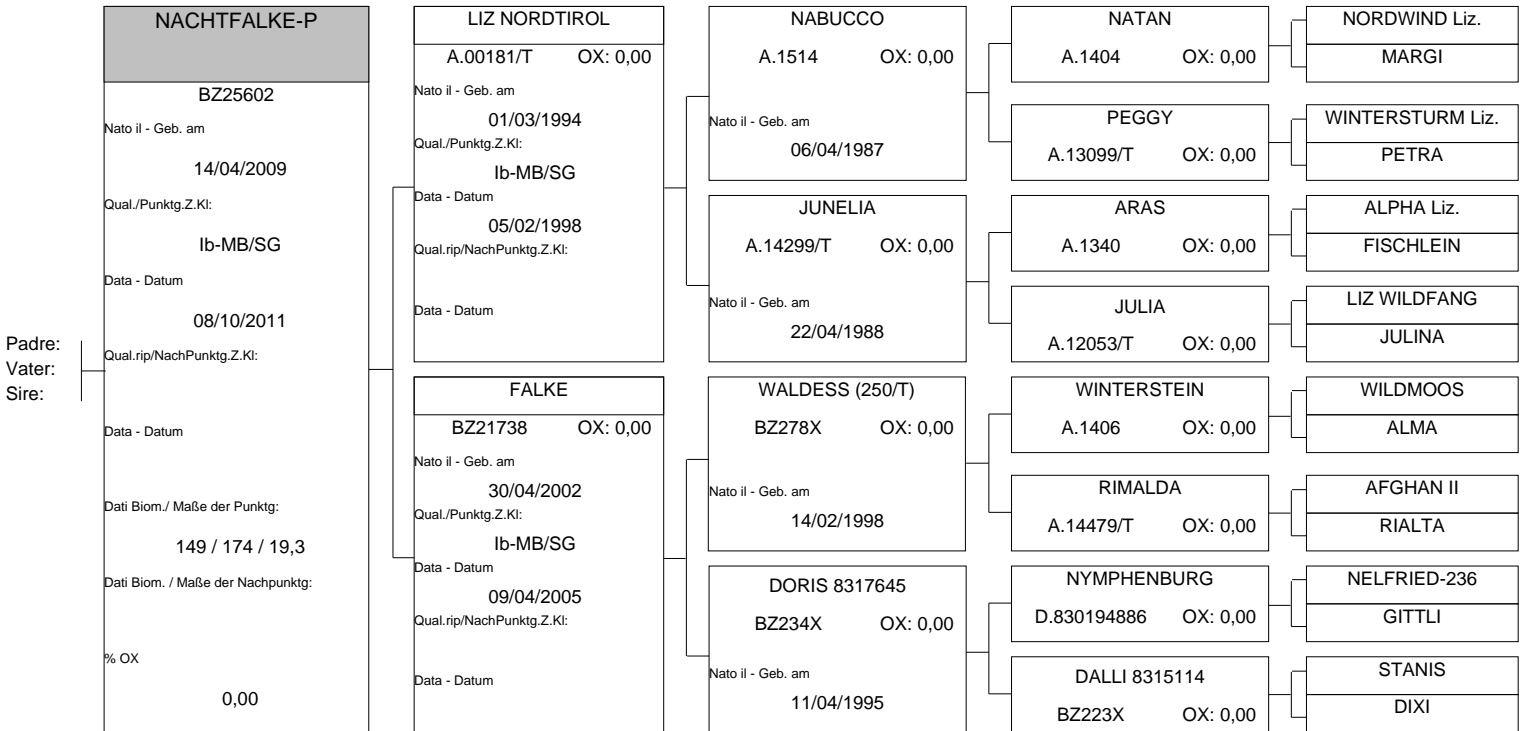 Padre:
Vater:
Sire:
NACHTFALKE-P
BZ25602
Nato il - Geb. am
14/04/2009
Qual./Punktg.Z.Kl:
Ib-MB/SG
Data - Datum
08/10/2011
Qual.rip/NachPunktg.Z.Kl:
Data - Datum
Dati Biom./ Maße der Punktg:
149 / 174 / 19,3
Dati Biom. / Maße der Nachpunktg:
% OX
0,00
LIZ NORDTIROL
A.00181/T OX: 0,00
Nato il - Geb. am
01/03/1994
Qual./Punktg.Z.Kl:
Ib-MB/SG
Data - Datum
05/02/1998
Qual.rip/NachPunktg.Z.Kl:
Data - Datum
FALKE
BZ21738 OX: 0,00
Nato il - Geb. am
30/04/2002
Qual./Punktg.Z.Kl:
Ib-MB/SG
Data - Datum
09/04/2005
Qual.rip/NachPunktg.Z.Kl:
Data - Datum
NABUCCO
A.1514 OX: 0,00
Nato il - Geb. am
06/04/1987
JUNELIA
A.14299/T OX: 0,00
Nato il - Geb. am
22/04/1988
WALDESS (250/T)
BZ278X OX: 0,00
Nato il - Geb. am
14/02/1998
DORIS 8317645
BZ234X OX: 0,00
Nato il - Geb. am
11/04/1995
NATAN
A.1404 OX: 0,00
PEGGY
A.13099/T OX: 0,00
ARAS
A.1340 OX: 0,00
JULIA
A.12053/T OX: 0,00
WINTERSTEIN
A.1406 OX: 0,00
RIMALDA
A.14479/T OX: 0,00
NYMPHENBURG
D.830194886 OX: 0,00
DALLI 8315114
BZ223X OX: 0,00
NORDWIND Liz.
MARGI
WINTERSTURM Liz.
PETRA
ALPHA Liz.
FISCHLEIN
LIZ WILDFANG
JULINA
WILDMOOS
ALMA
AFGHAN II
RIALTA
NELFRIED-236
GITTLI
STANIS
DIXI